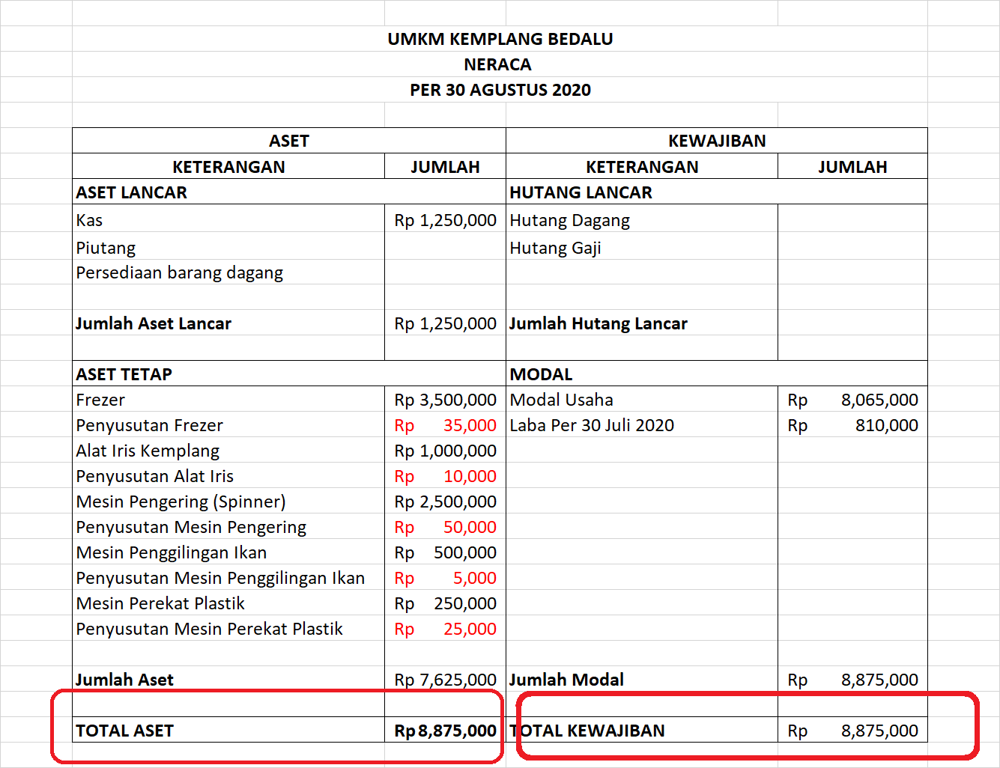 UMKM KEMPLANG BEDALU
NERACA
PER 30 AGUSTUS 2020
ASET KEWAJIBAN
KETERANGAN JUMLAH KETERANGAN JUMLAH
ASET LANCAR HUTANG LANCAR
Kas Rp 1,250,000 Hutang Dagang
Piutang Hutang Gaji
Persediaan barang dagang
Jumlah Aset Lancar Rp 1,250,000 Jumlah Hutang Lancar
ASET TETAP MODAL
Frezer Rp 3,500,000 Modal Usaha Rp 8,065,000
Penyusutan Frezer Rp 35,000 Laba Per 30 Juli 2020 Rp 810,000
Alat Iris Kemplang Rp 1,000,000
Penyusutan Alat Iris Rp 10,000
Mesin Pengering (Spinner) Rp 2,500,000
Penyusutan Mesin Pengering Rp 50,000
Mesin Penggilingan Ikan Rp 500,000
Penyusutan Mesin Penggilingan Ikan Rp 5,000
Mesin Perekat Plastik Rp 250,000
Penyusutan Mesin Perekat Plastik Rp 25,000
Jumlah Aset Rp 7,625,000 Jumlah Modal Rp 8,875,000
TOTAL ASET Rp 8,875,000 TOTAL KEWAJIBAN Rp 8,875,000